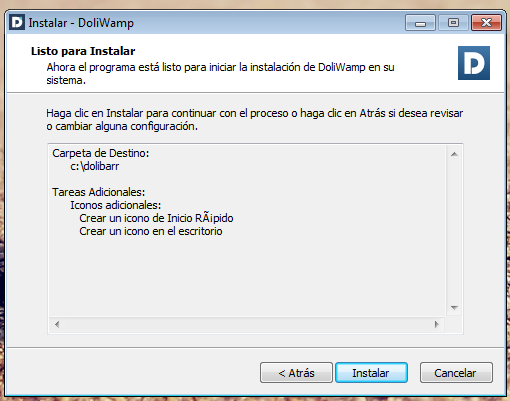 Instalar - DoliWamp
Listo para Instalar
Ahora el programa está listo para iniciar la instalación de DoliWamp en su
sistema.
D
Haga clic en Instalar para continuar con el proceso o haga clic en Atrás si desea revisar
o cambiar alguna configuración.
Carpeta de Destino:
c:\dolibarr
Tareas Adicionales:
Iconos adicionales:
Crear un icono de Inicio RÃ¡pido
Crear un icono en el escritorio
< Atrás
Instalar
Cancelar